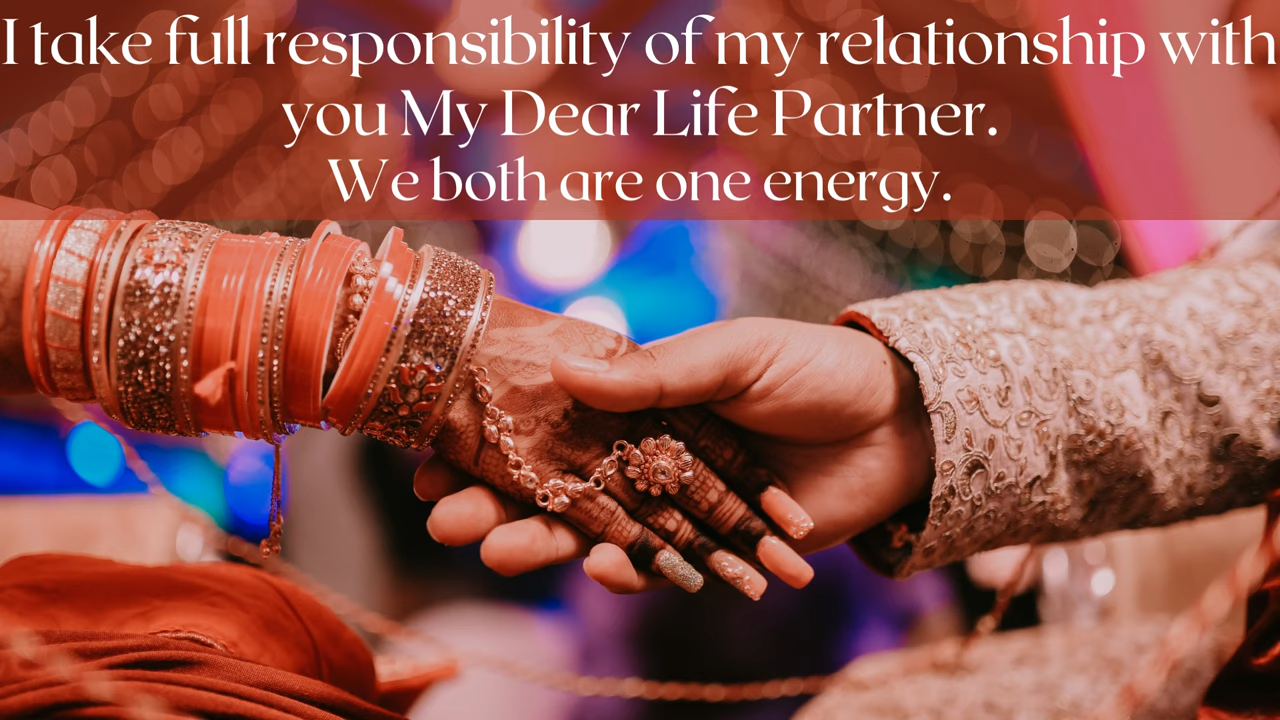 I take full responsibility of my relationship with
you My Dear Life Partner.
We both are one energy.